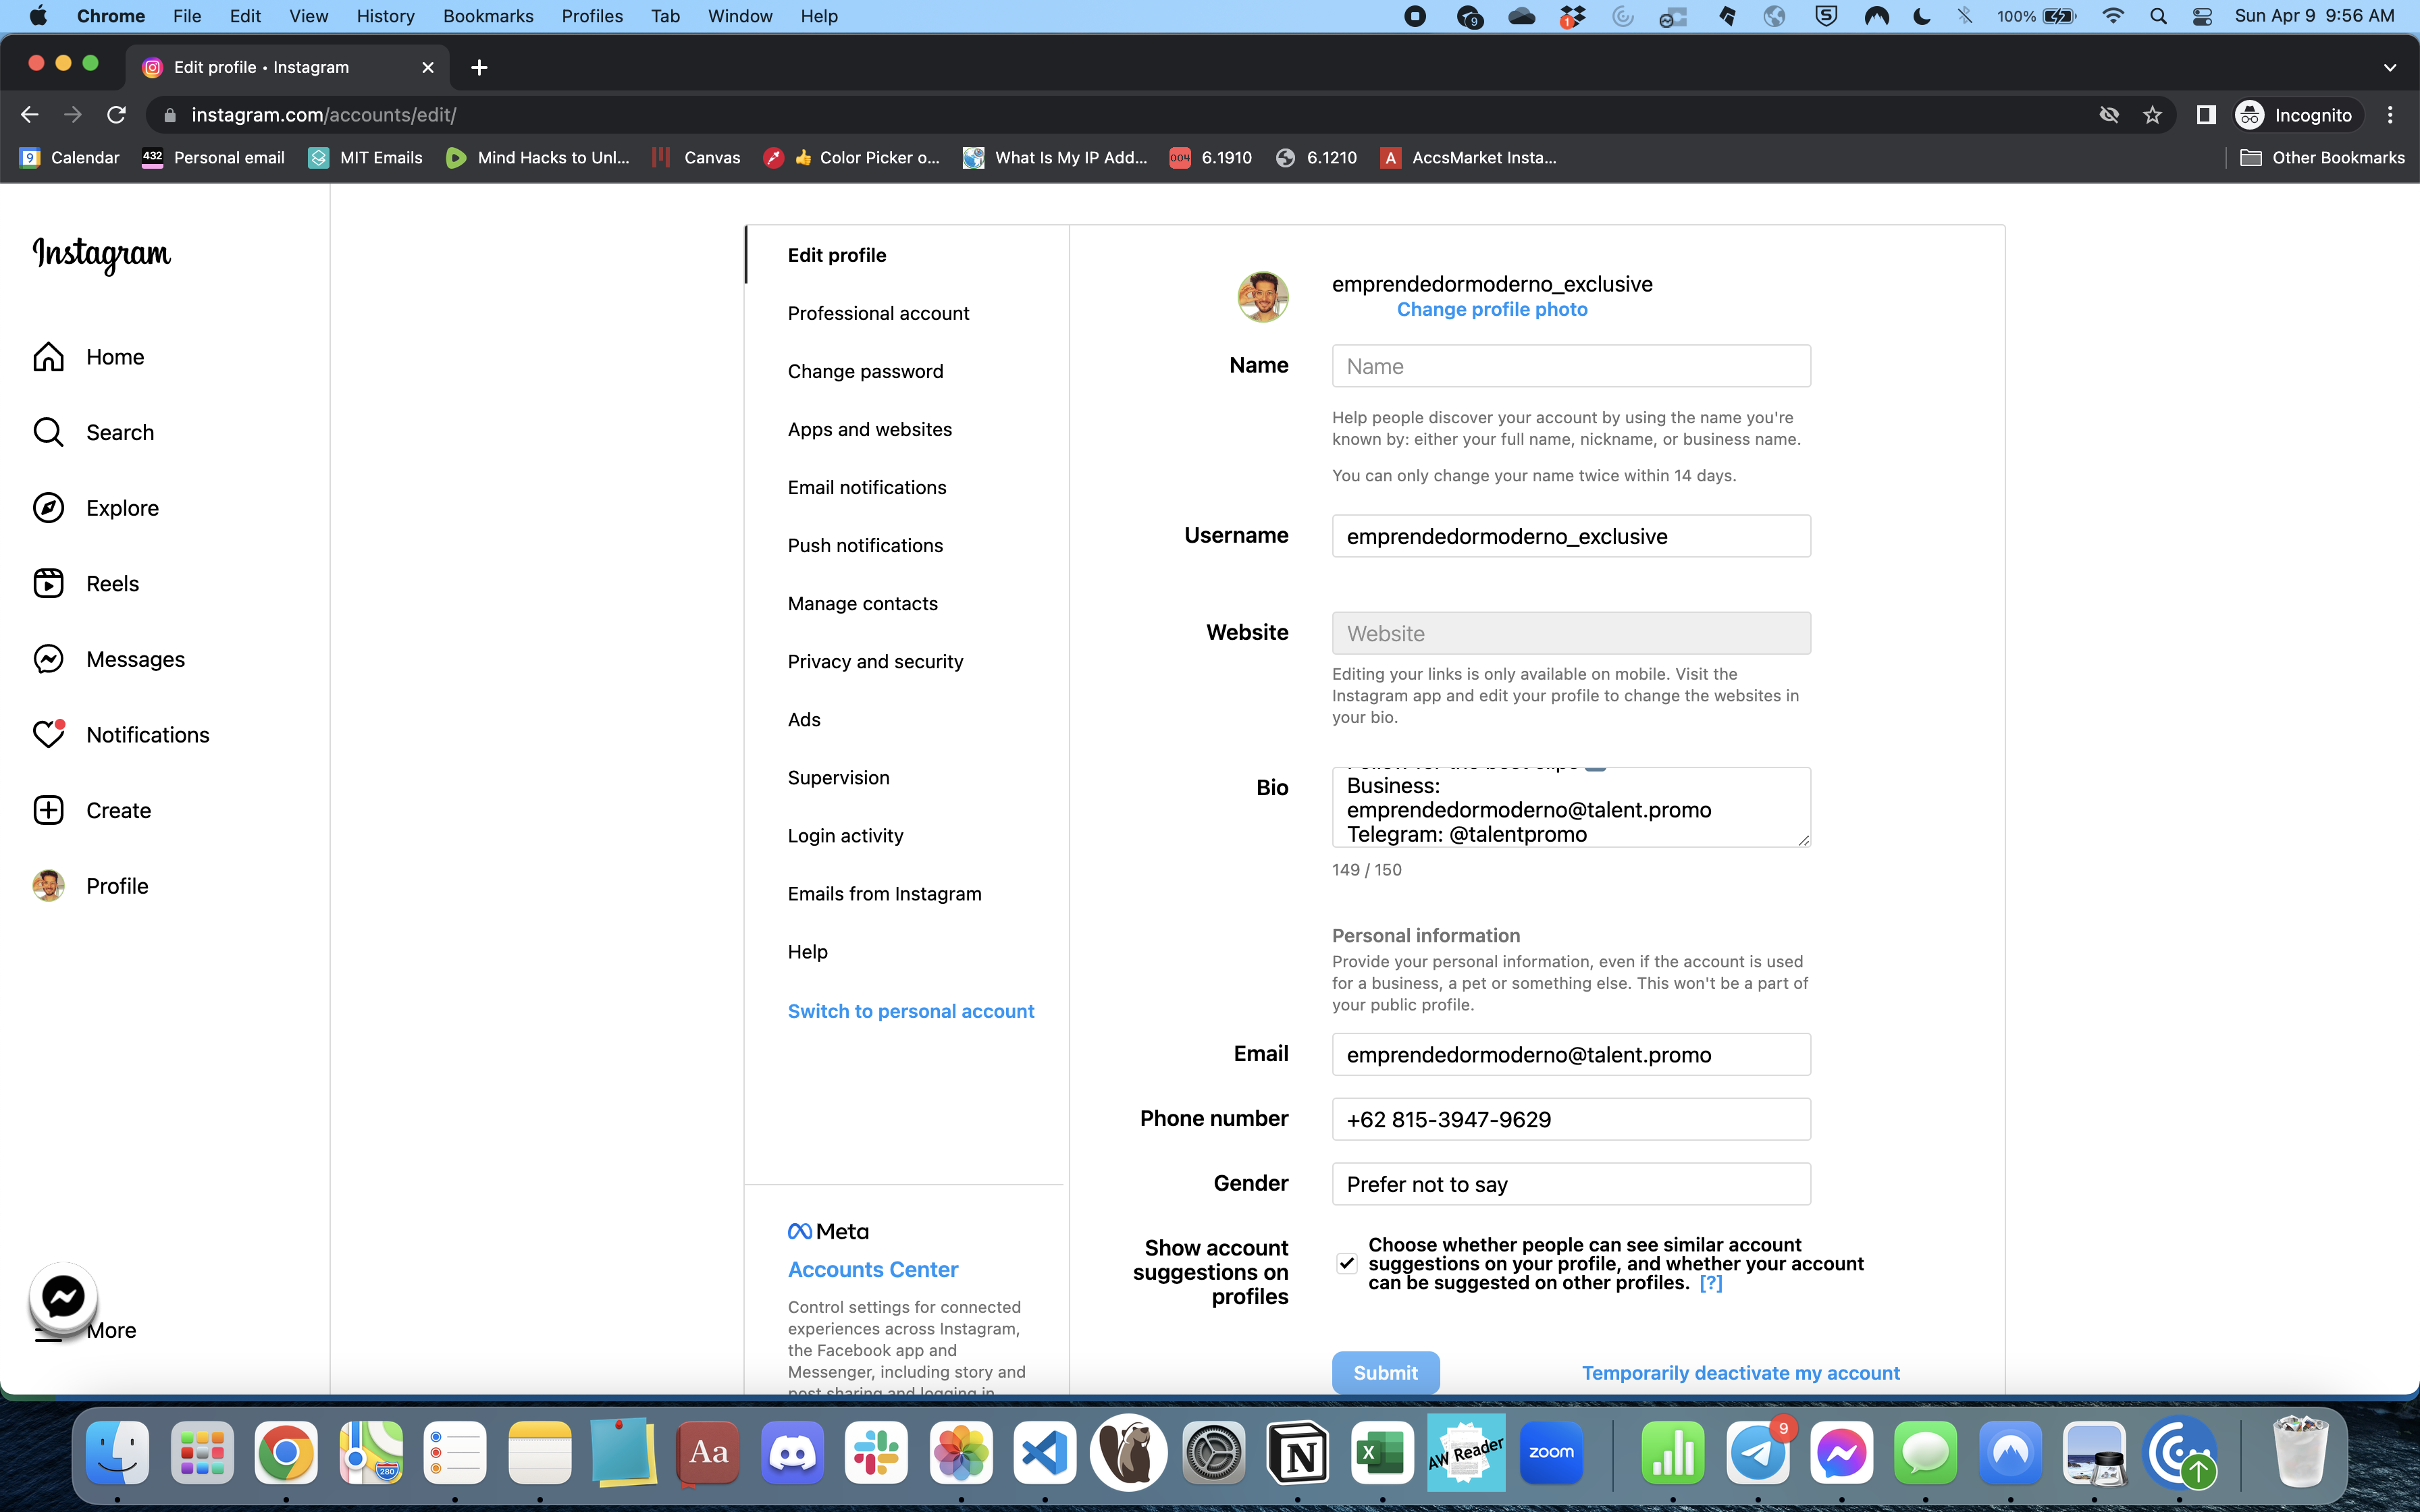 Chrome File Edit View History Bookmarks Profiles Tab Window Help
9 1 100% Sun Apr 9 9:56 AM
Edit profile • Instagram
instagram.com/accounts/edit/
Incognito
9 Calendar 432 Personal email MIT Emails Mind Hacks to Unl... Canvas 👍 Color Picker o... What Is My IP Add... 004 6.1910 6.1210 A AccsMarket Insta... Other Bookmarks
Instagram
Home
Search
Explore
Reels
Messages
Notifications
Create
Profile
More
Edit profile
Professional account
Change password
Apps and websites
Email notifications
Push notifications
Manage contacts
Privacy and security
Ads
Supervision
Login activity
Emails from Instagram
Help
Switch to personal account
Meta
Accounts Center
Control settings for connected
experiences across Instagram,
the Facebook app and
Messenger, including story and
post sharing and logging in.
emprendedormoderno_exclusive
Change profile photo
Name
Name
Help people discover your account by using the name you're
known by: either your full name, nickname, or business name.
You can only change your name twice within 14 days.
Username
emprendedormoderno_exclusive
Website
Website
Editing your links is only available on mobile. Visit the
Instagram app and edit your profile to change the websites in
your bio.
Bio
Business:
emprendedormoderno@talent.promo
Telegram: @talentpromo
149 / 150
Personal information
Provide your personal information, even if the account is used
for a business, a pet or something else. This won't be a part of
your public profile.
Email
emprendedormoderno@talent.promo
Phone number
+62 815-3947-9629
Gender
Prefer not to say
Show account
suggestions on
profiles
Choose whether people can see similar account
suggestions on your profile, and whether your account
can be suggested on other profiles. [?]
Submit
Temporarily deactivate my account
280
Aa
N
X
AW Reader
zoom
9